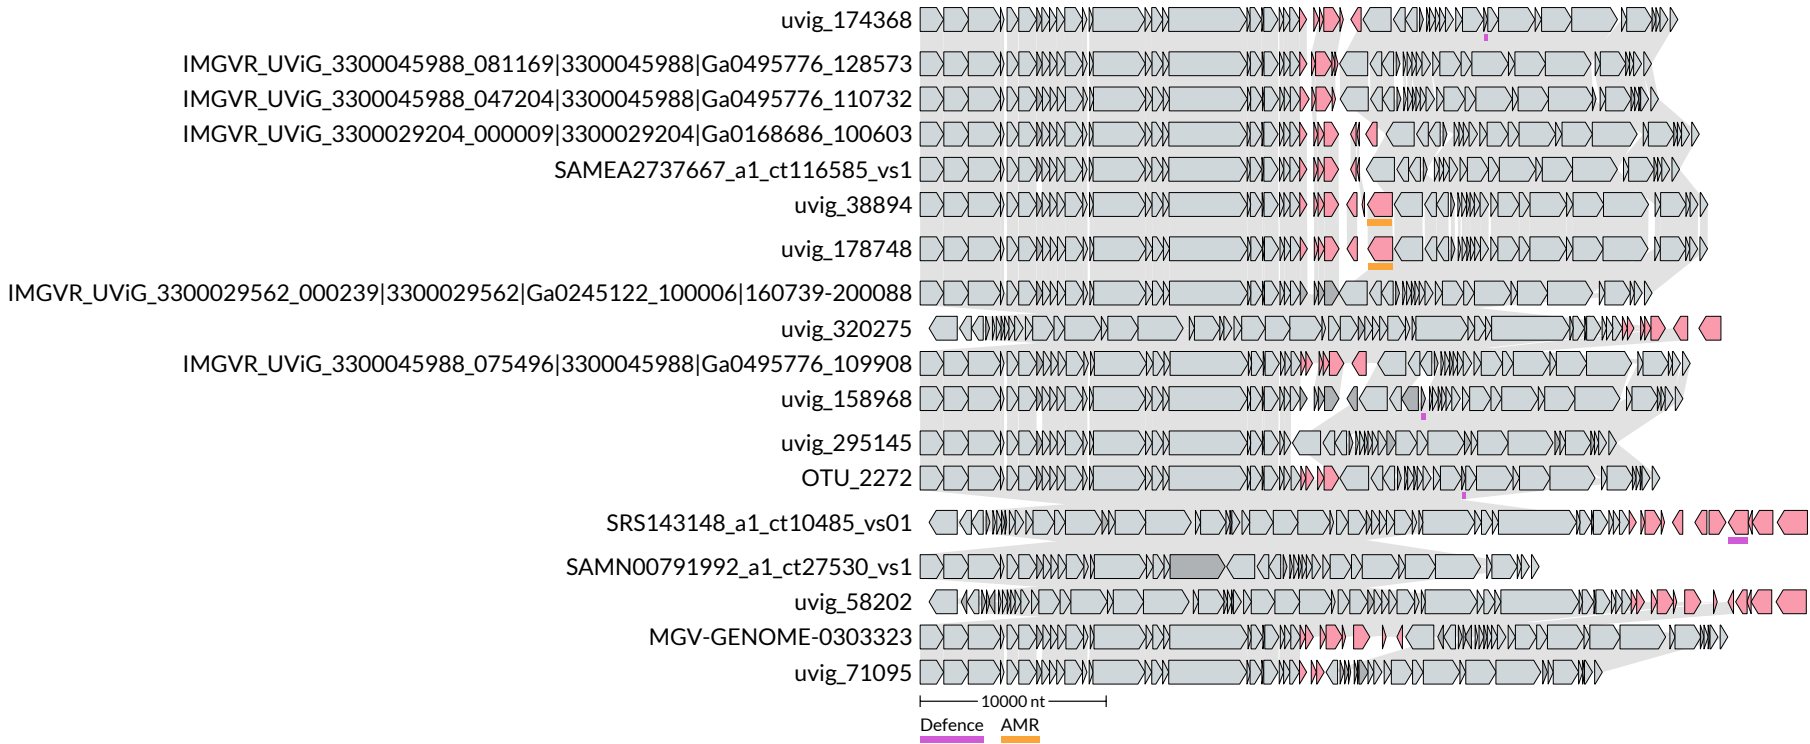 uvig_174368
IMGVR_UViG_3300045988_081169|3300045988|Ga0495776_128573
IMGVR_UViG_3300045988_047204|3300045988|Ga0495776_110732
IMGVR_UViG_3300029204_000009|3300029204|Ga0168686_100603
SAMEA2737667_a1_ct116585_vs1
uvig_38894
uvig_178748
IMGVR_UViG_3300029562_000239|3300029562|Ga0245122_100006|160739-200088
uvig_320275
IMGVR_UViG_3300045988_075496|3300045988|Ga0495776_109908
uvig_158968
uvig_295145
OTU_2272
SRS143148_a1_ct10485_vs01
SAMN00791992_a1_ct27530_vs1
uvig_58202
MGV-GENOME-0303323
uvig_71095
10000 nt
Defence AMR